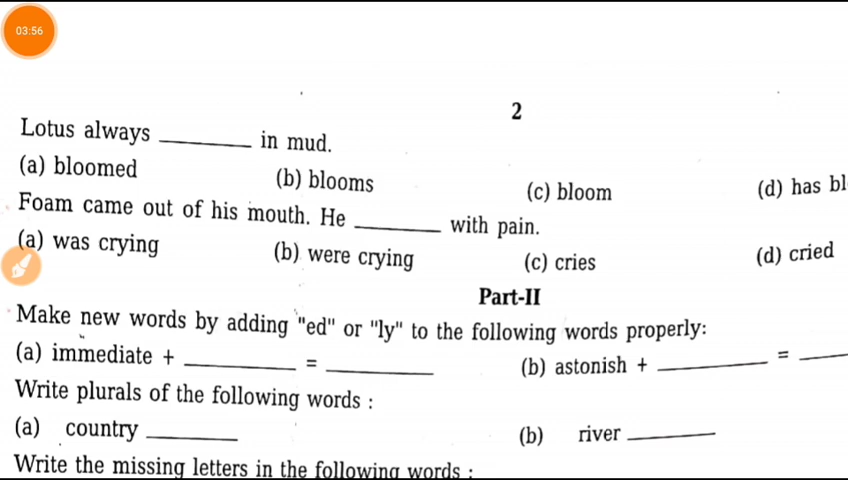 03:56
2
Lotus always ________ in mud.
(a) bloomed (b) blooms (c) bloom (d) has bl
Foam came out of his mouth. He ________ with pain.
(a) was crying (b) were crying (c) cries (d) cried
Part-II
Make new words by adding "ed" or "ly" to the following words properly:
(a) immediate + ________ = ________ (b) astonish + ________ = ________
Write plurals of the following words :
(a) country ________ (b) river ________
Write the missing letters in the following words :